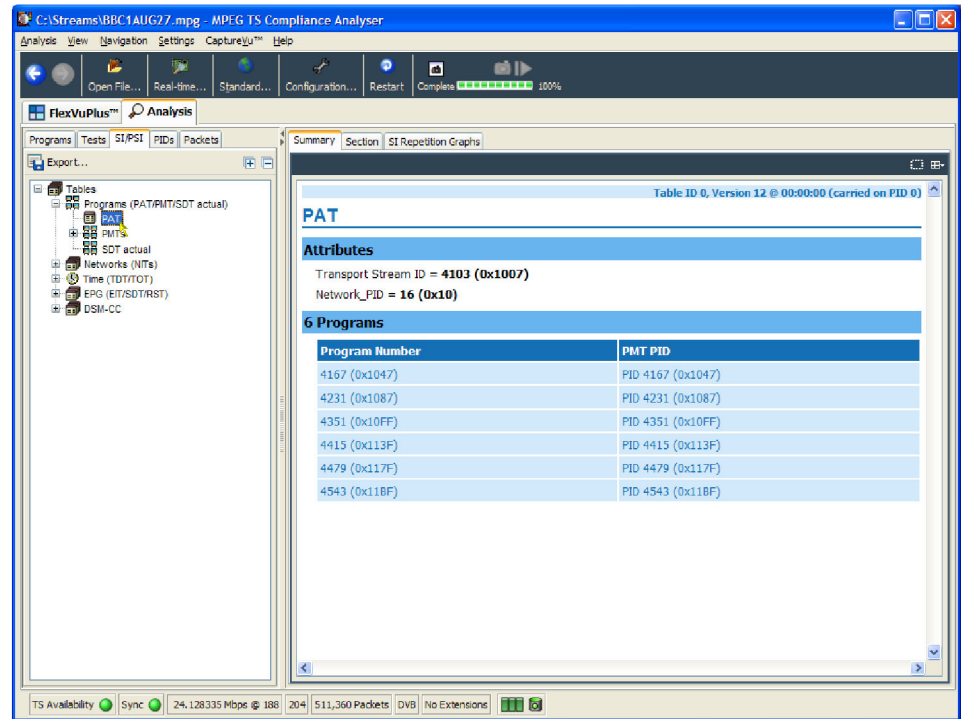 C:\Streams\BBC1AUG27.mpg - MPEG TS Compliance Analyser
Analysis View Navigation Settings CaptureVu™ Help
Open File... Real-time... Standard... Configuration... Restart Complete 100%
FlexVuPlus™ Analysis
Programs Tests SI/PSI PIDs Packets
Export...
Tables
Programs (PAT/PMT/SDT actual)
PAT
PMTs
SDT actual
Networks (NITs)
Time (TDT/TOT)
EPG (EIT/SDT/RST)
DSM-CC
Summary Section SI Repetition Graphs
Table ID 0, Version 12 @ 00:00:00 (carried on PID 0)
PAT
Attributes
Transport Stream ID = 4103 (0x1007)
Network_PID = 16 (0x10)
6 Programs
Program Number PMT PID
4167 (0x1047) PID 4167 (0x1047)
4231 (0x1087) PID 4231 (0x1087)
4351 (0x10FF) PID 4351 (0x10FF)
4415 (0x113F) PID 4415 (0x113F)
4479 (0x117F) PID 4479 (0x117F)
4543 (0x11BF) PID 4543 (0x11BF)
TS Availability Sync 24.128335 Mbps @ 188 204 511,360 Packets DVB No Extensions